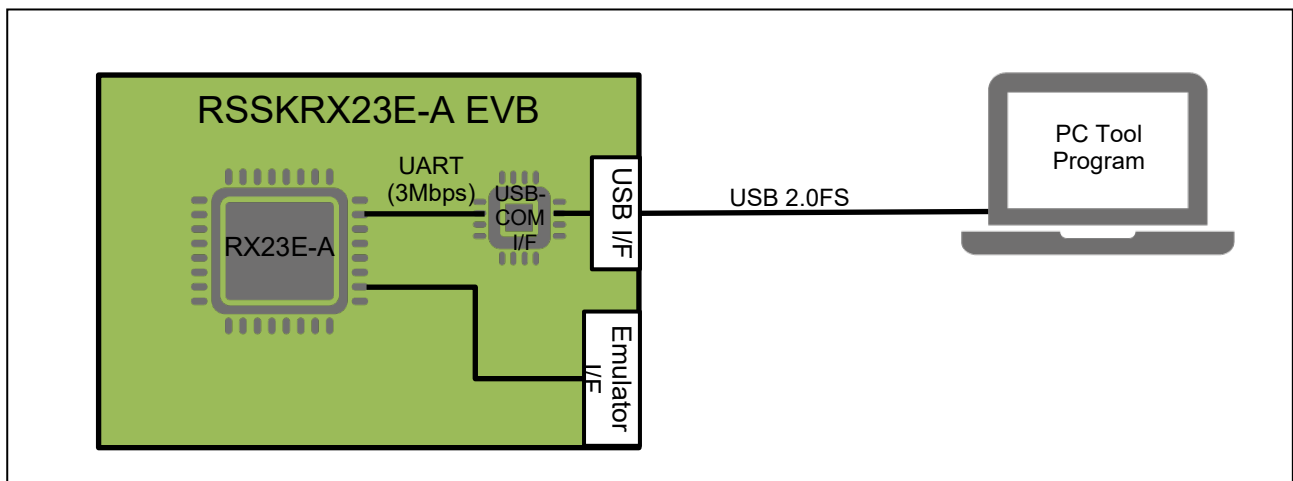 RSSKRX23E-A EVB
UART
(3Mbps)
USB-
COM
I/F
RX23E-A
USB I/F
Emulator
I/F
USB 2.0FS
PC Tool
Program